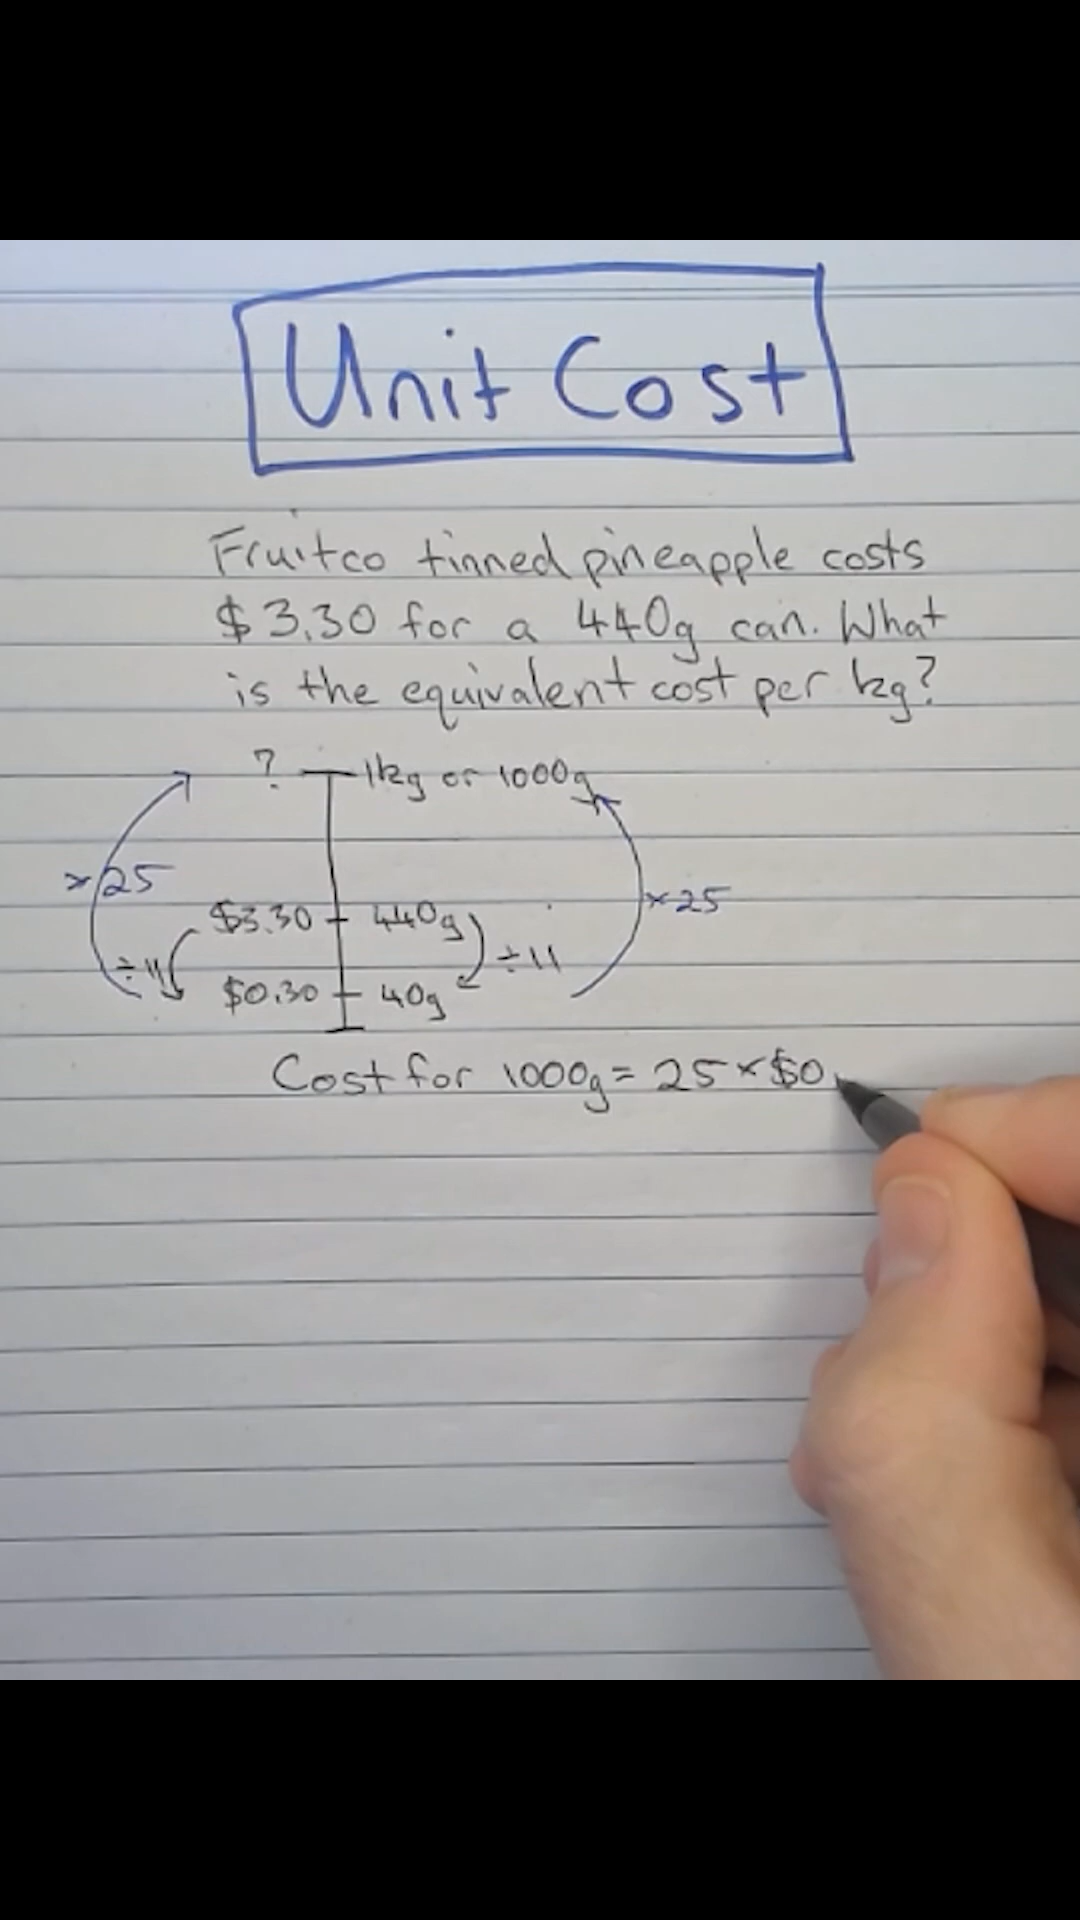 Unit Cost
Fruitco tinned pineapple costs
$3.30 for a 440g can. What
is the equivalent cost per kg?
? 1kg or 1000g
×25
×25
$3.30 440g
÷11 ÷11
$0.30 40g
Cost for 1000g = 25 × $0.